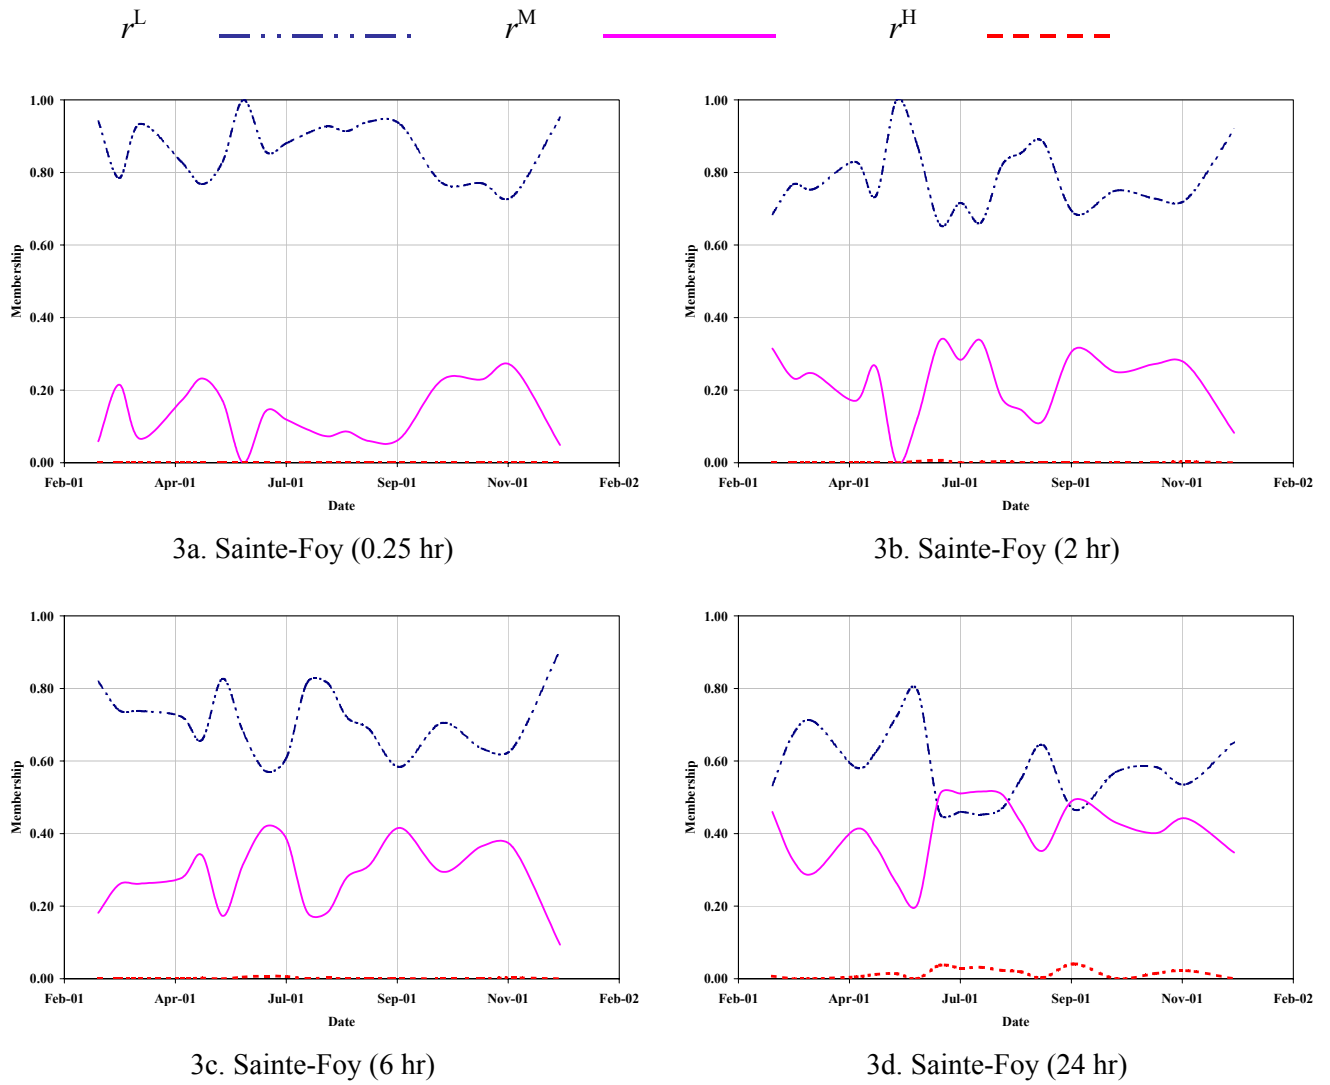 r^L r^M r^H
1.00
0.80
0.60
0.40
0.20
0.00
Membership
Feb-01 Apr-01 Jul-01 Sep-01 Nov-01 Feb-02
Date
3a. Sainte-Foy (0.25 hr)
1.00
0.80
0.60
0.40
0.20
0.00
Membership
Feb-01 Apr-01 Jul-01 Sep-01 Nov-01 Feb-02
Date
3b. Sainte-Foy (2 hr)
1.00
0.80
0.60
0.40
0.20
0.00
Membership
Feb-01 Apr-01 Jul-01 Sep-01 Nov-01 Feb-02
Date
3c. Sainte-Foy (6 hr)
1.00
0.80
0.60
0.40
0.20
0.00
Membership
Feb-01 Apr-01 Jul-01 Sep-01 Nov-01 Feb-02
Date
3d. Sainte-Foy (24 hr)